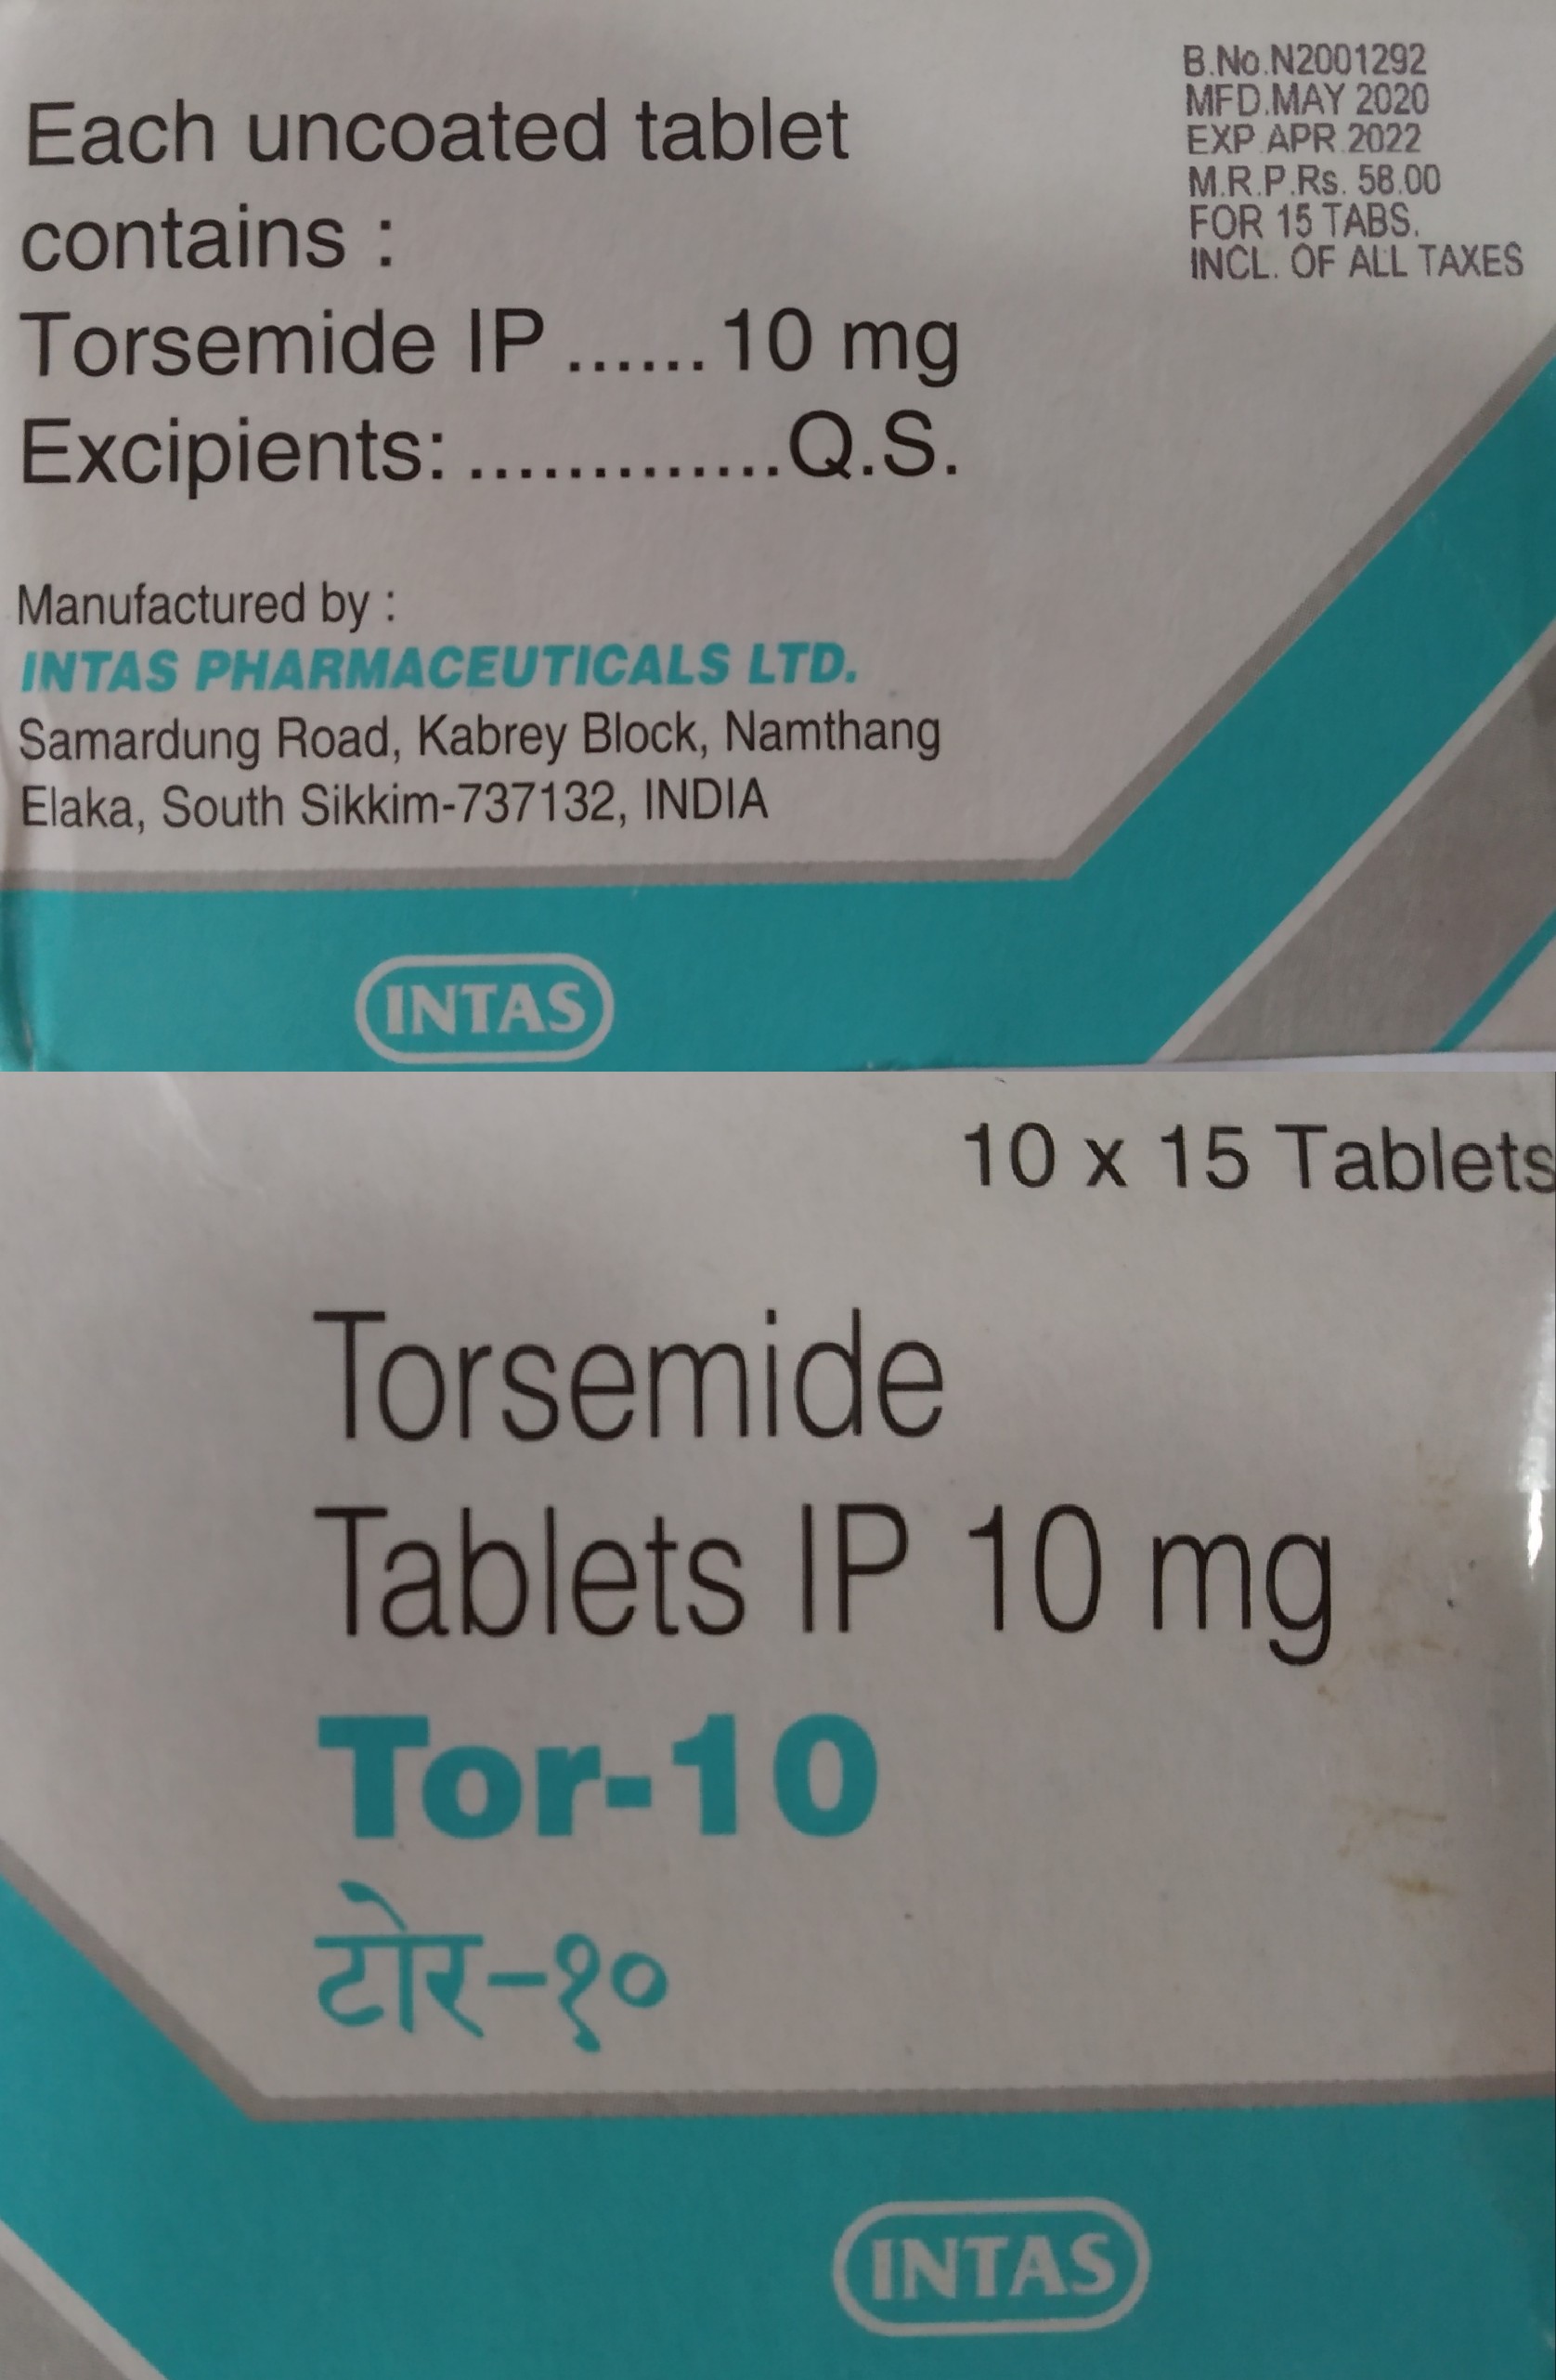 Each uncoated tablet
contains :
Torsemide IP ...... 10 mg
Excipients: .............Q.S.
B.No.N2001292
MFD.MAY 2020
EXP APR 2022
M.R.P.Rs. 58.00
FOR 15 TABS.
INCL. OF ALL TAXES
Manufactured by :
INTAS PHARMACEUTICALS LTD.
Samardung Road, Kabrey Block, Namthang
Elaka, South Sikkim-737132, INDIA
INTAS
10 x 15 Tablets
Torsemide
Tablets IP 10 mg
Tor-10
टोर-१०
INTAS